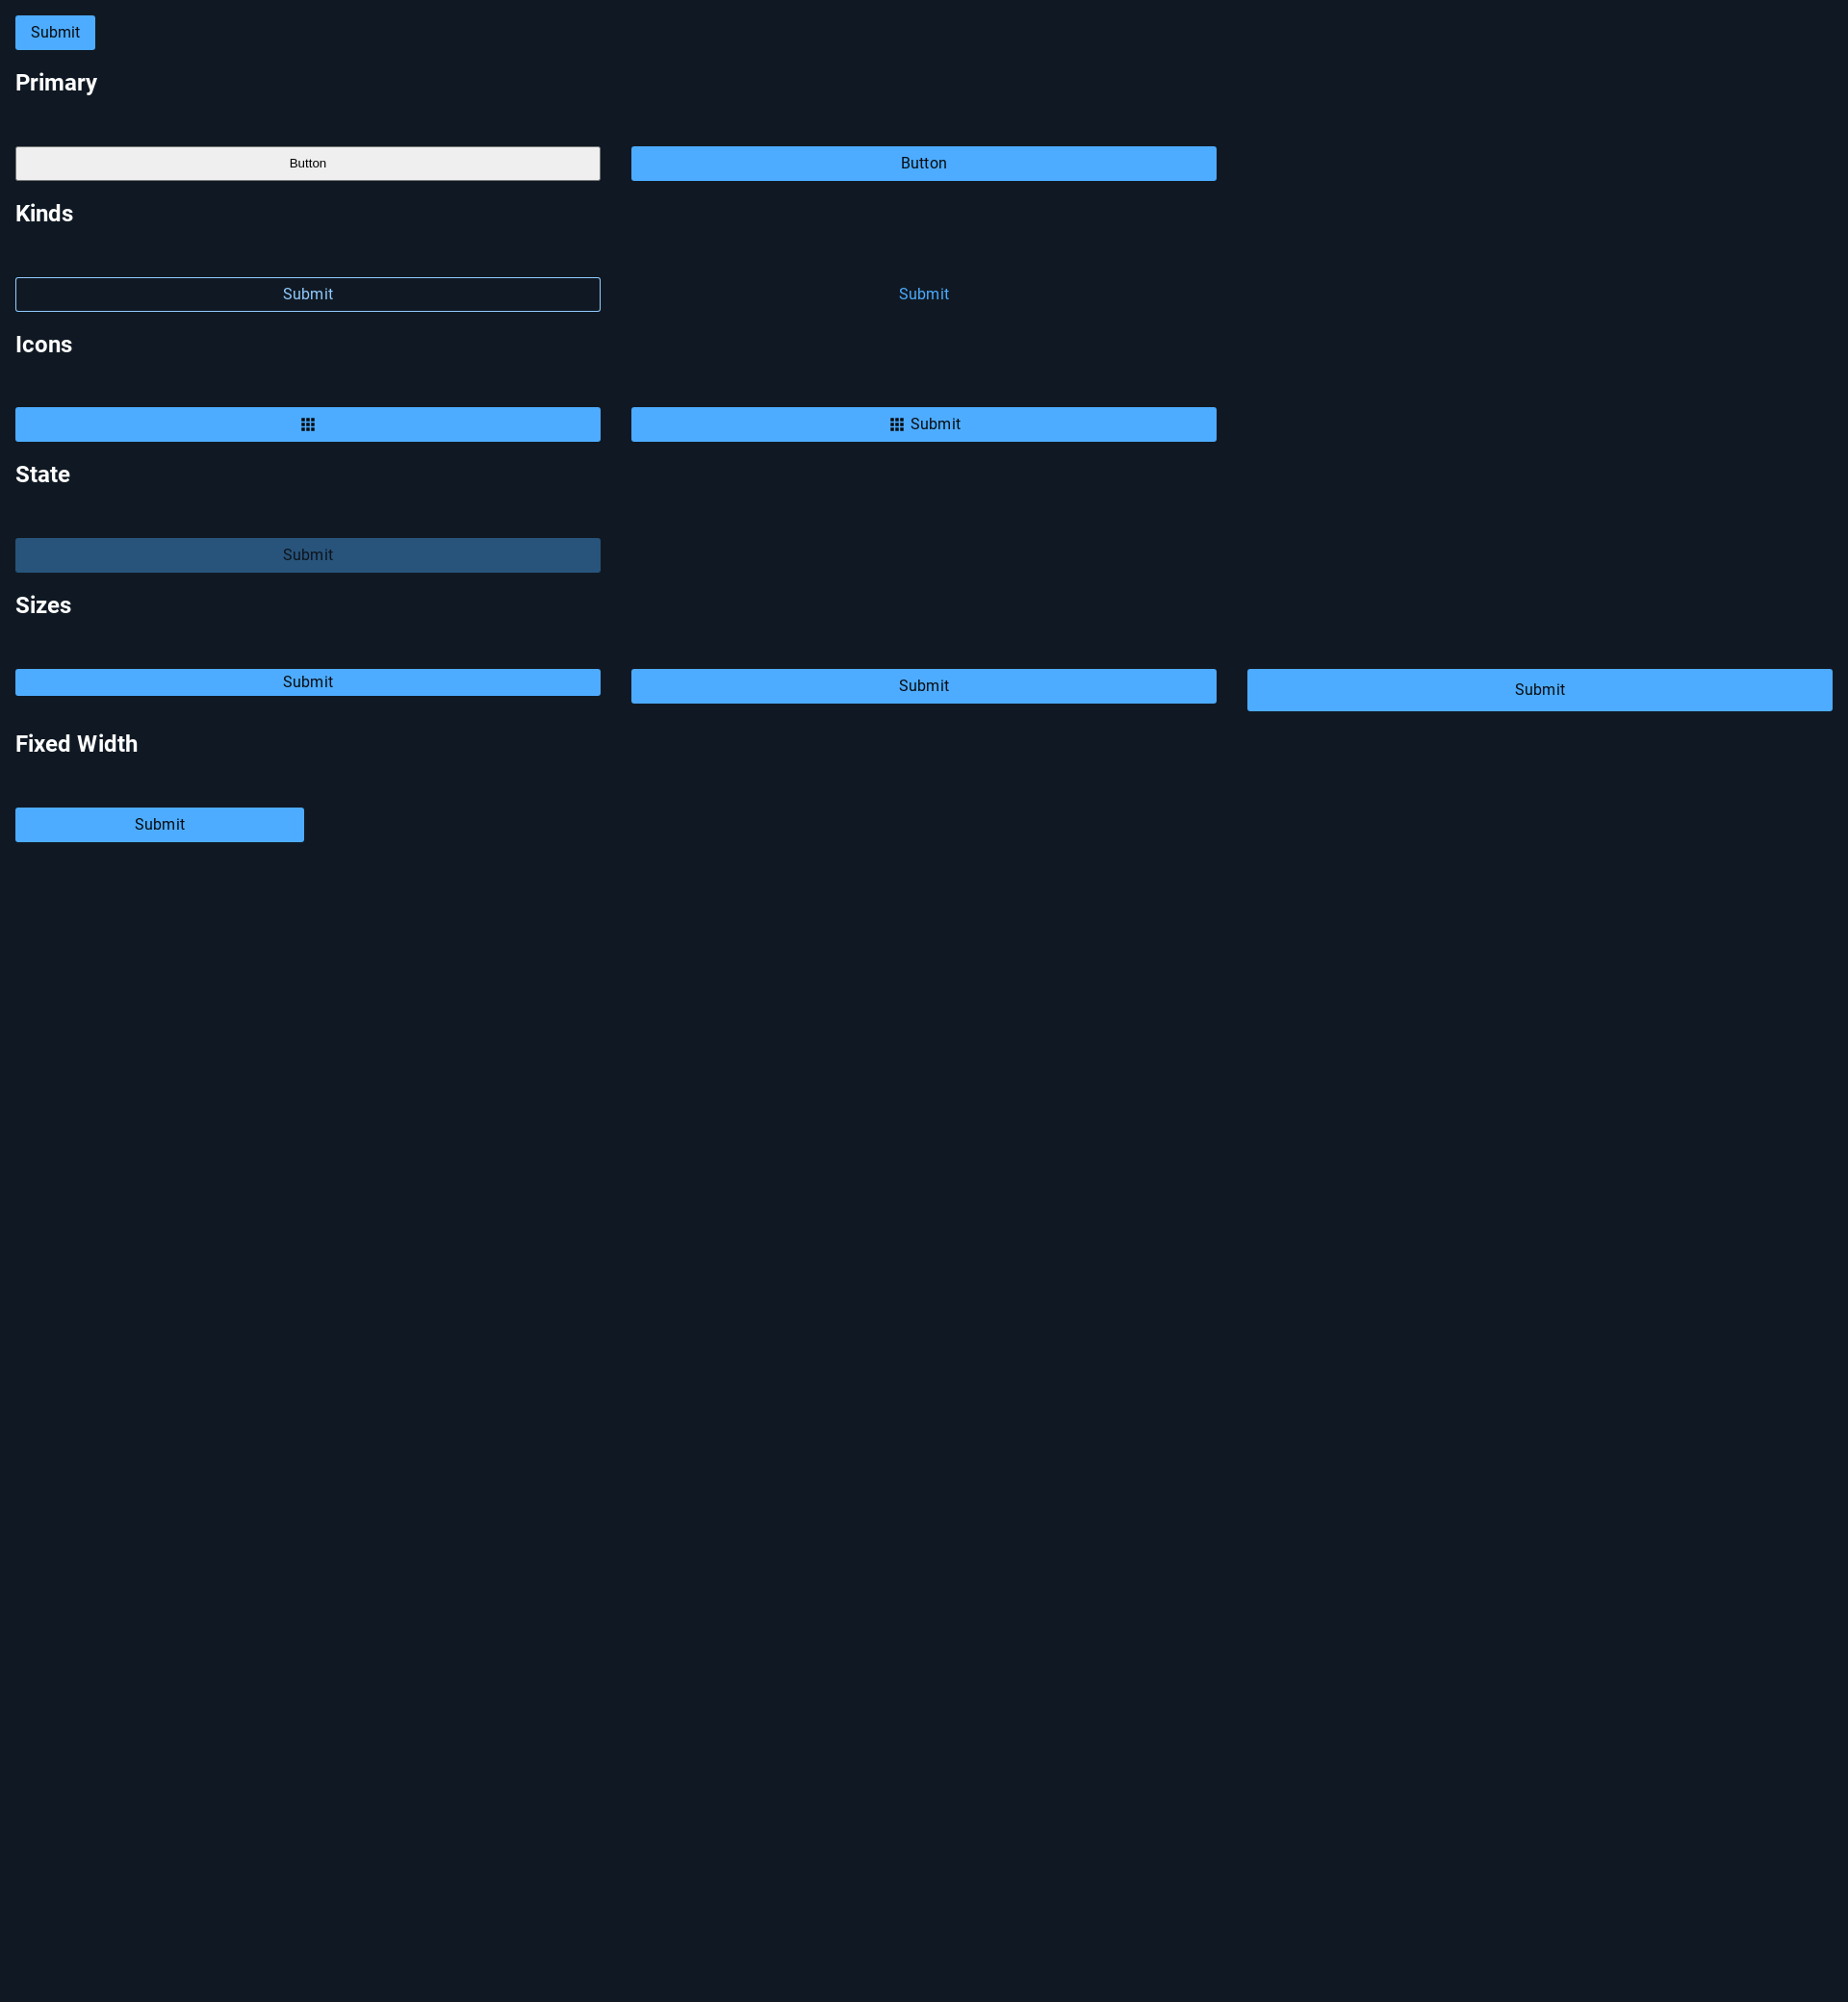 Submit
Primary
Button Button
Kinds
Submit Submit
Icons
Submit
State
Submit
Sizes
Submit Submit Submit
Fixed Width
Submit